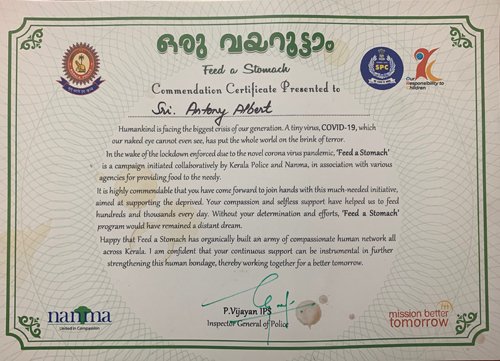 ഒരു വയറൂട്ടാം
Feed a Stomach
SPC
Our
Responsibility to
Children
Commendation Certificate Presented to
Sri. Antony Albert
Humankind is facing the biggest crisis of our generation. A tiny virus, COVID-19, which
our naked eye cannot even see, has put the whole world on the brink of terror.
In the wake of the lockdown enforced due to the novel corona virus pandemic, 'Feed a Stomach'
is a campaign initiated collaboratively by Kerala Police and Nanma, in association with various
agencies for providing food to the needy.
It is highly commendable that you have come forward to join hands with this much-needed initiative,
aimed at supporting the deprived. Your compassion and selfless support have helped us to feed
hundreds and thousands every day. Without your determination and efforts, 'Feed a Stomach'
program would have remained a distant dream.
Happy that Feed a Stomach has organically built an army of compassionate human network all
across Kerala. I am confident that your continuous support can be instrumental in further
strengthening this human bondage, thereby working together for a better tomorrow.
P.Vijayan IPS
Inspector General of Police
nanma
United in Compassion
mission better
tomorrow